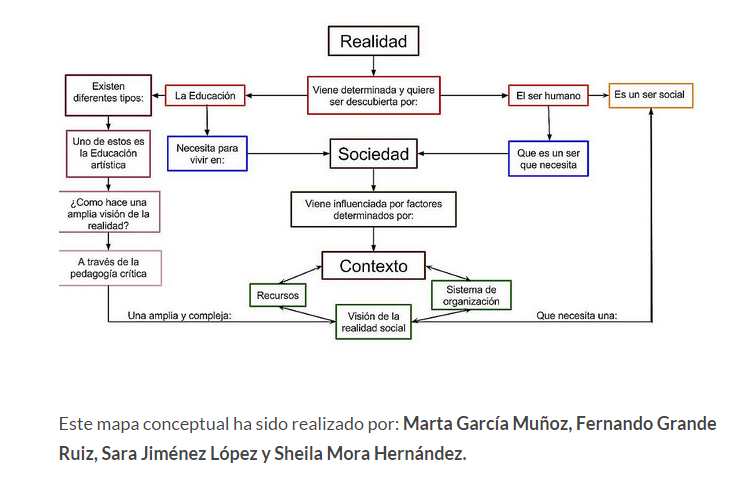 Realidad
Existen
diferentes tipos:
La Educación
Viene determinada y quiere
ser descubierta por:
El ser humano
Es un ser social
Uno de estos es
la Educación
artística
Necesita para
vivir en:
Sociedad
Que es un ser
que necesita
¿Como hace una
amplia visión de la
realidad?
Viene influenciada por factores
determinados por:
A través de la
pedagogía crítica
Contexto
Recursos
Sistema de
organización
Una amplia y compleja:
Visión de la
realidad social
Que necesita una:
Este mapa conceptual ha sido realizado por: Marta García Muñoz, Fernando Grande
Ruiz, Sara Jiménez López y Sheila Mora Hernández.